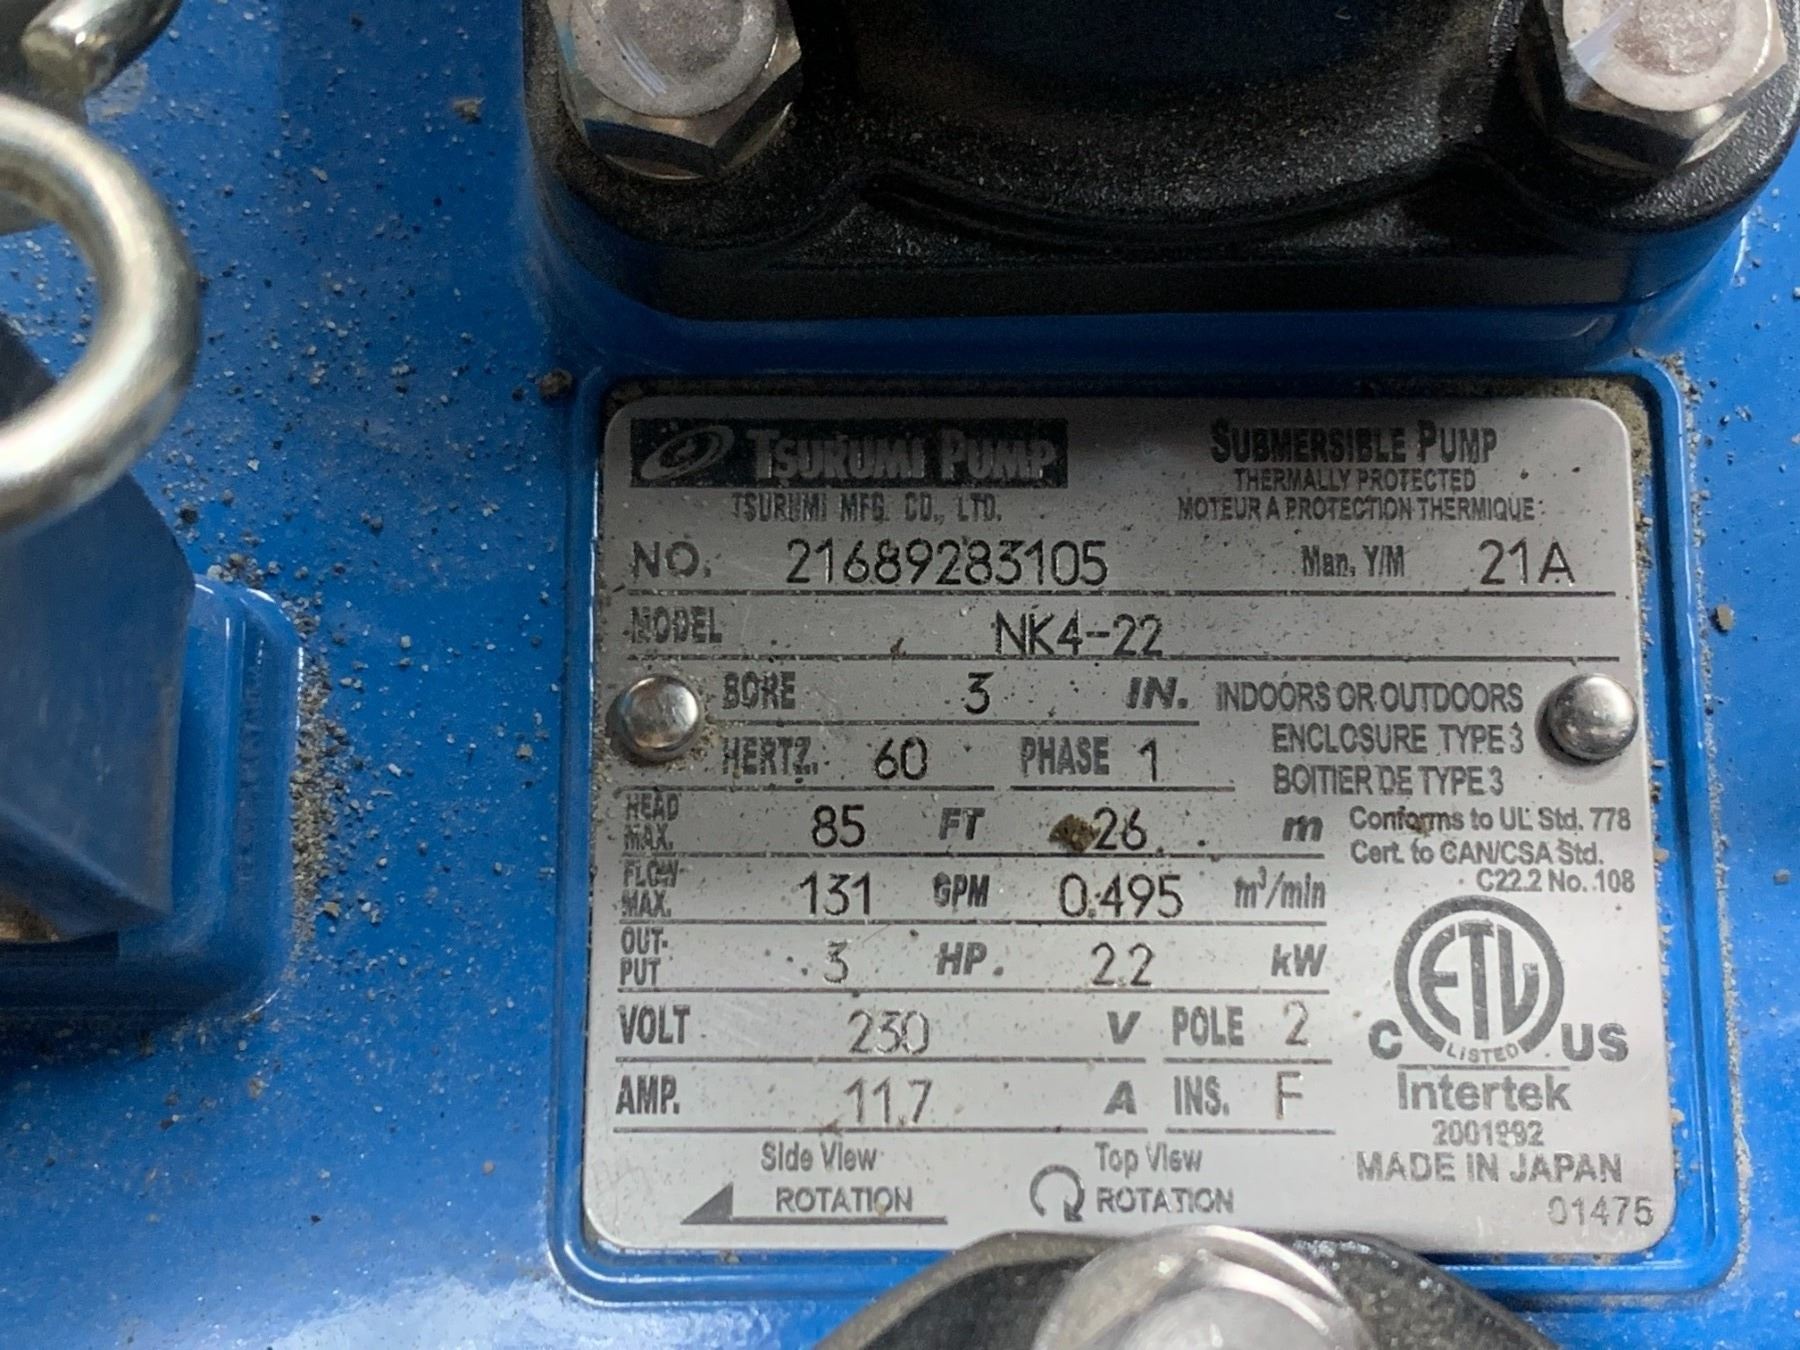 TSURUMI PUMP
TSURUMI MFG. CO., LTD.
SUBMERSIBLE PUMP
THERMALLY PROTECTED
MOTEUR A PROTECTION THERMIQUE
NO. 21689283105 Man. Y/M 21A
MODEL NK4-22
BORE 3 IN.
HERTZ. 60 PHASE 1
INDOORS OR OUTDOORS
ENCLOSURE TYPE 3
BOITIER DE TYPE 3
HEAD MAX. 85 FT 26 m
FLOW MAX. 131 GPM 0.495 m³/min
OUT-PUT 3 HP 2.2 kW
VOLT 230 V POLE 2
AMP. 11.7 A INS. F
Conforms to UL Std. 778
Cert. to CAN/CSA Std.
C22.2 No. 108
ETL
C LISTED US
Intertek
2001892
MADE IN JAPAN
01475
Side View
ROTATION
Top View
ROTATION